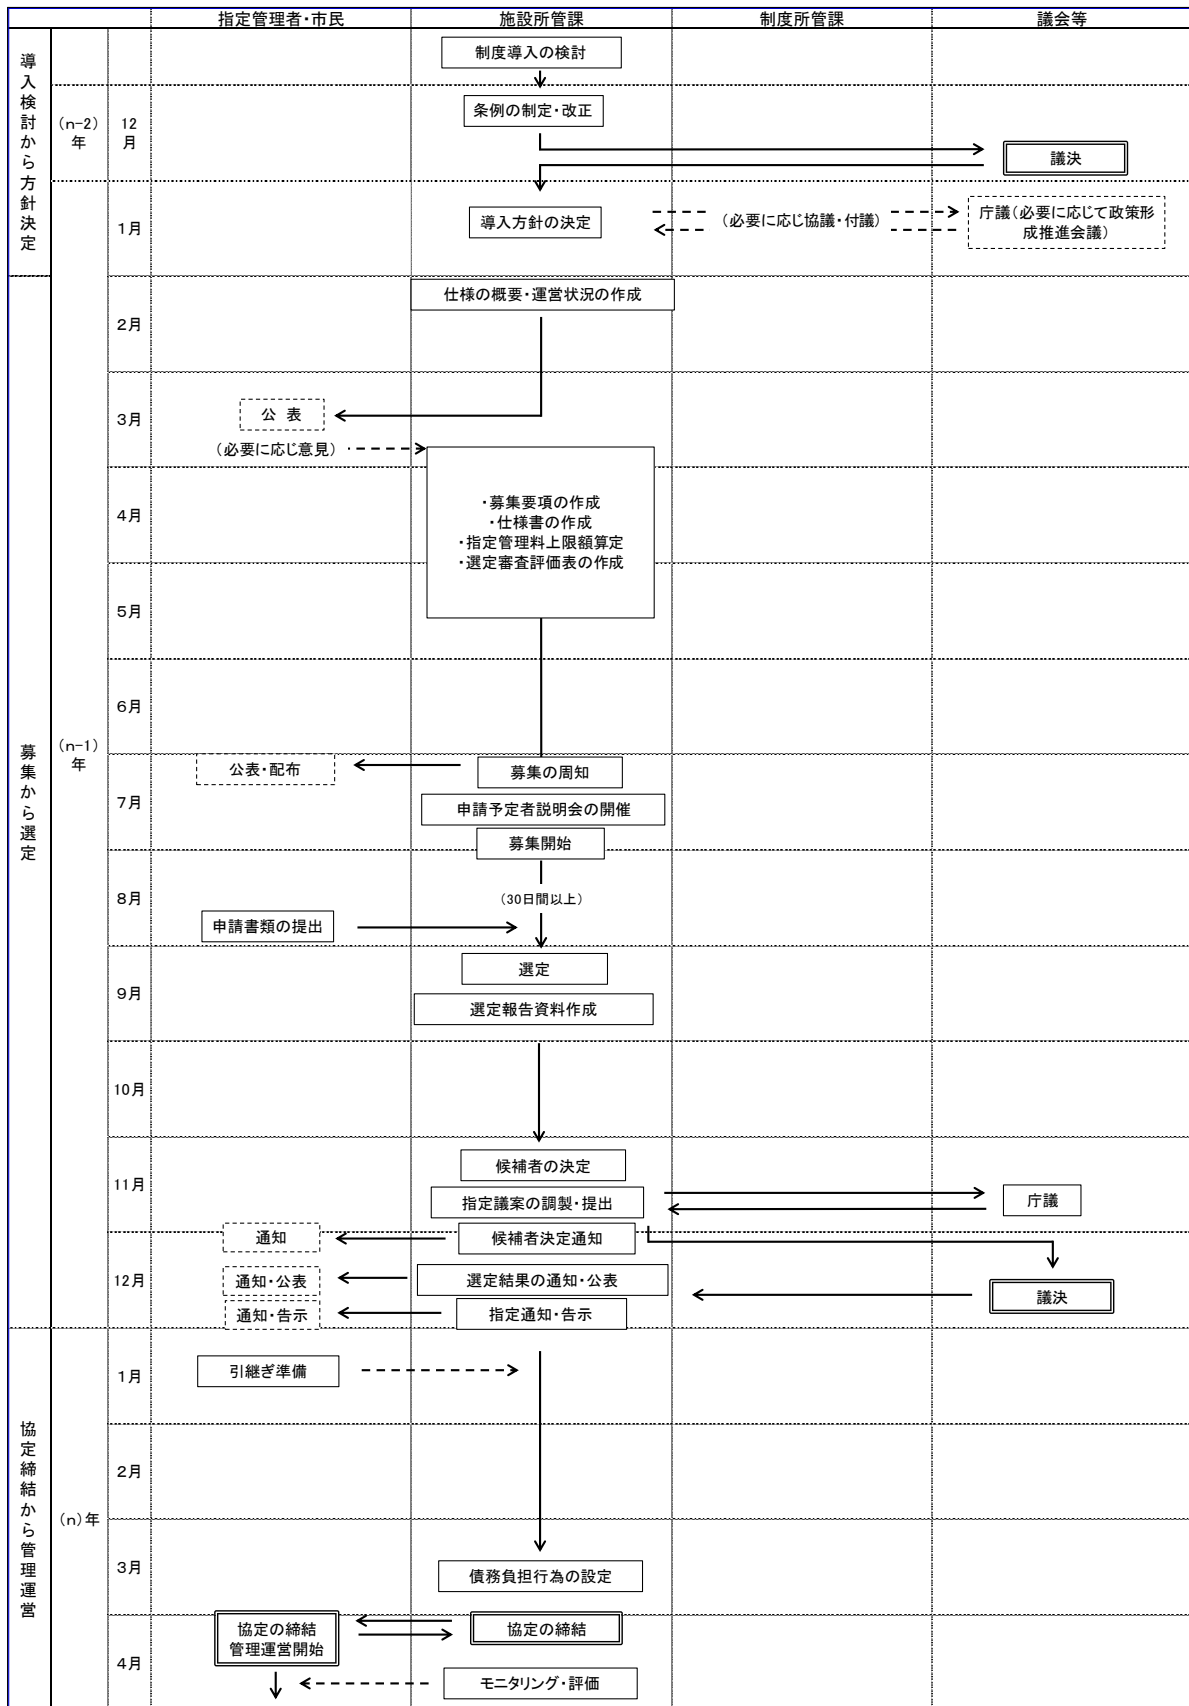 指定管理者・市民
施設所管課
制度所管課
議会等
導入検討から方針決定
制度導入の検討
(n-2)
年
12
月
条例の制定・改正
議決
1月
導入方針の決定
(必要に応じ協議・付議)
庁議(必要に応じて政策形
成推進会議)
募集から選定
(n-1)
年
2月
仕様の概要・運営状況の作成
3月
公 表
(必要に応じ意見)
4月
・募集要項の作成
・仕様書の作成
・指定管理料上限額算定
・選定審査評価表の作成
5月
6月
7月
公表・配布
募集の周知
申請予定者説明会の開催
募集開始
8月
(30日間以上)
申請書類の提出
9月
選定
選定報告資料作成
10月
11月
候補者の決定
指定議案の調製・提出
庁議
12月
通知
候補者決定通知
通知・公表
選定結果の通知・公表
議決
通知・告示
指定通知・告示
協定締結から管理運営
(n)年
1月
引継ぎ準備
2月
3月
債務負担行為の設定
4月
協定の締結
管理運営開始
協定の締結
モニタリング・評価